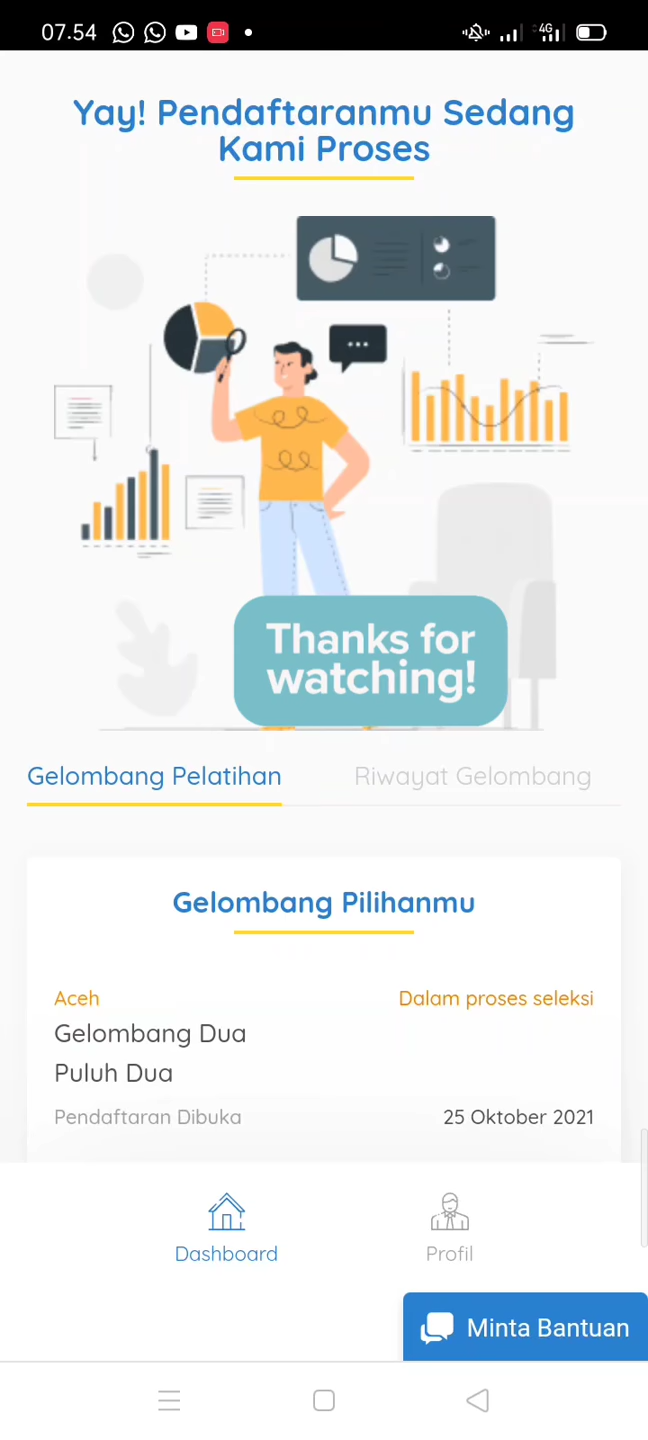 07.54
4G
Yay! Pendaftaranmu Sedang
Kami Proses
Thanks for
watching!
Gelombang Pelatihan
Riwayat Gelombang
Gelombang Pilihanmu
Aceh
Dalam proses seleksi
Gelombang Dua
Puluh Dua
Pendaftaran Dibuka
25 Oktober 2021
Dashboard
Profil
Minta Bantuan